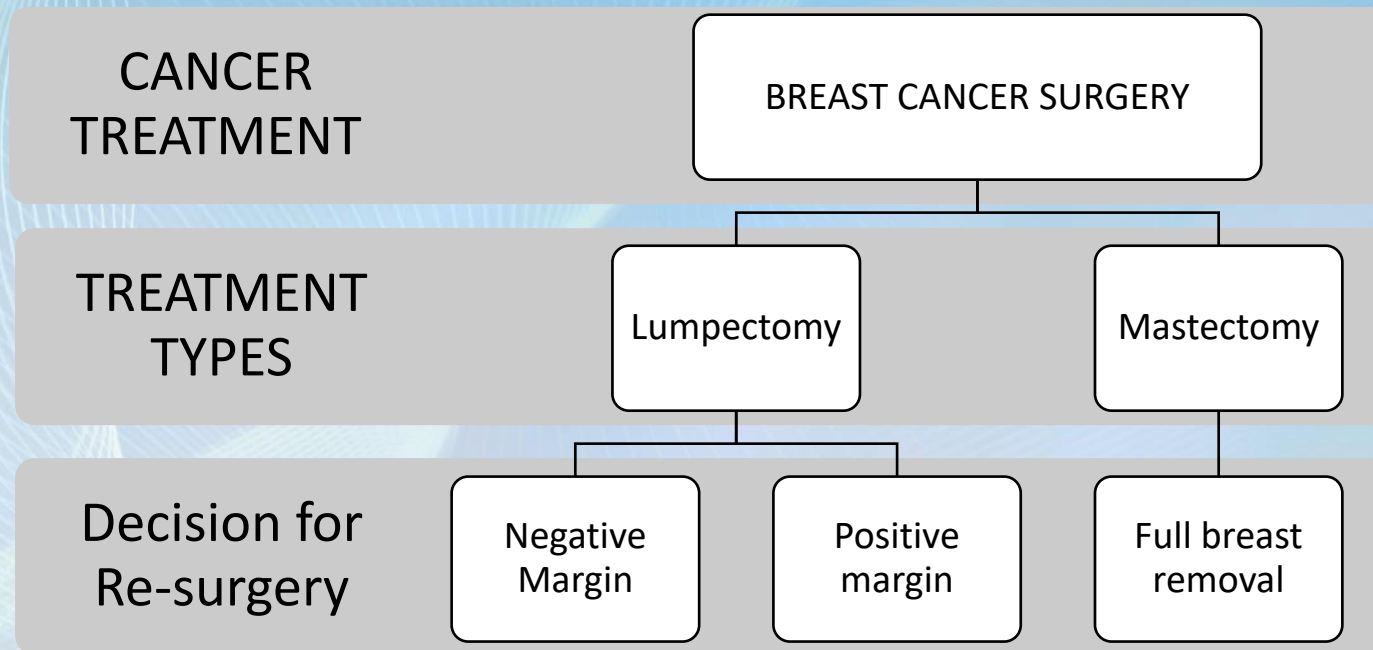 CANCER
TREATMENT
BREAST CANCER SURGERY
TREATMENT
TYPES
Lumpectomy
Mastectomy
Decision for
Re-surgery
Negative
Margin
Positive
margin
Full breast
removal